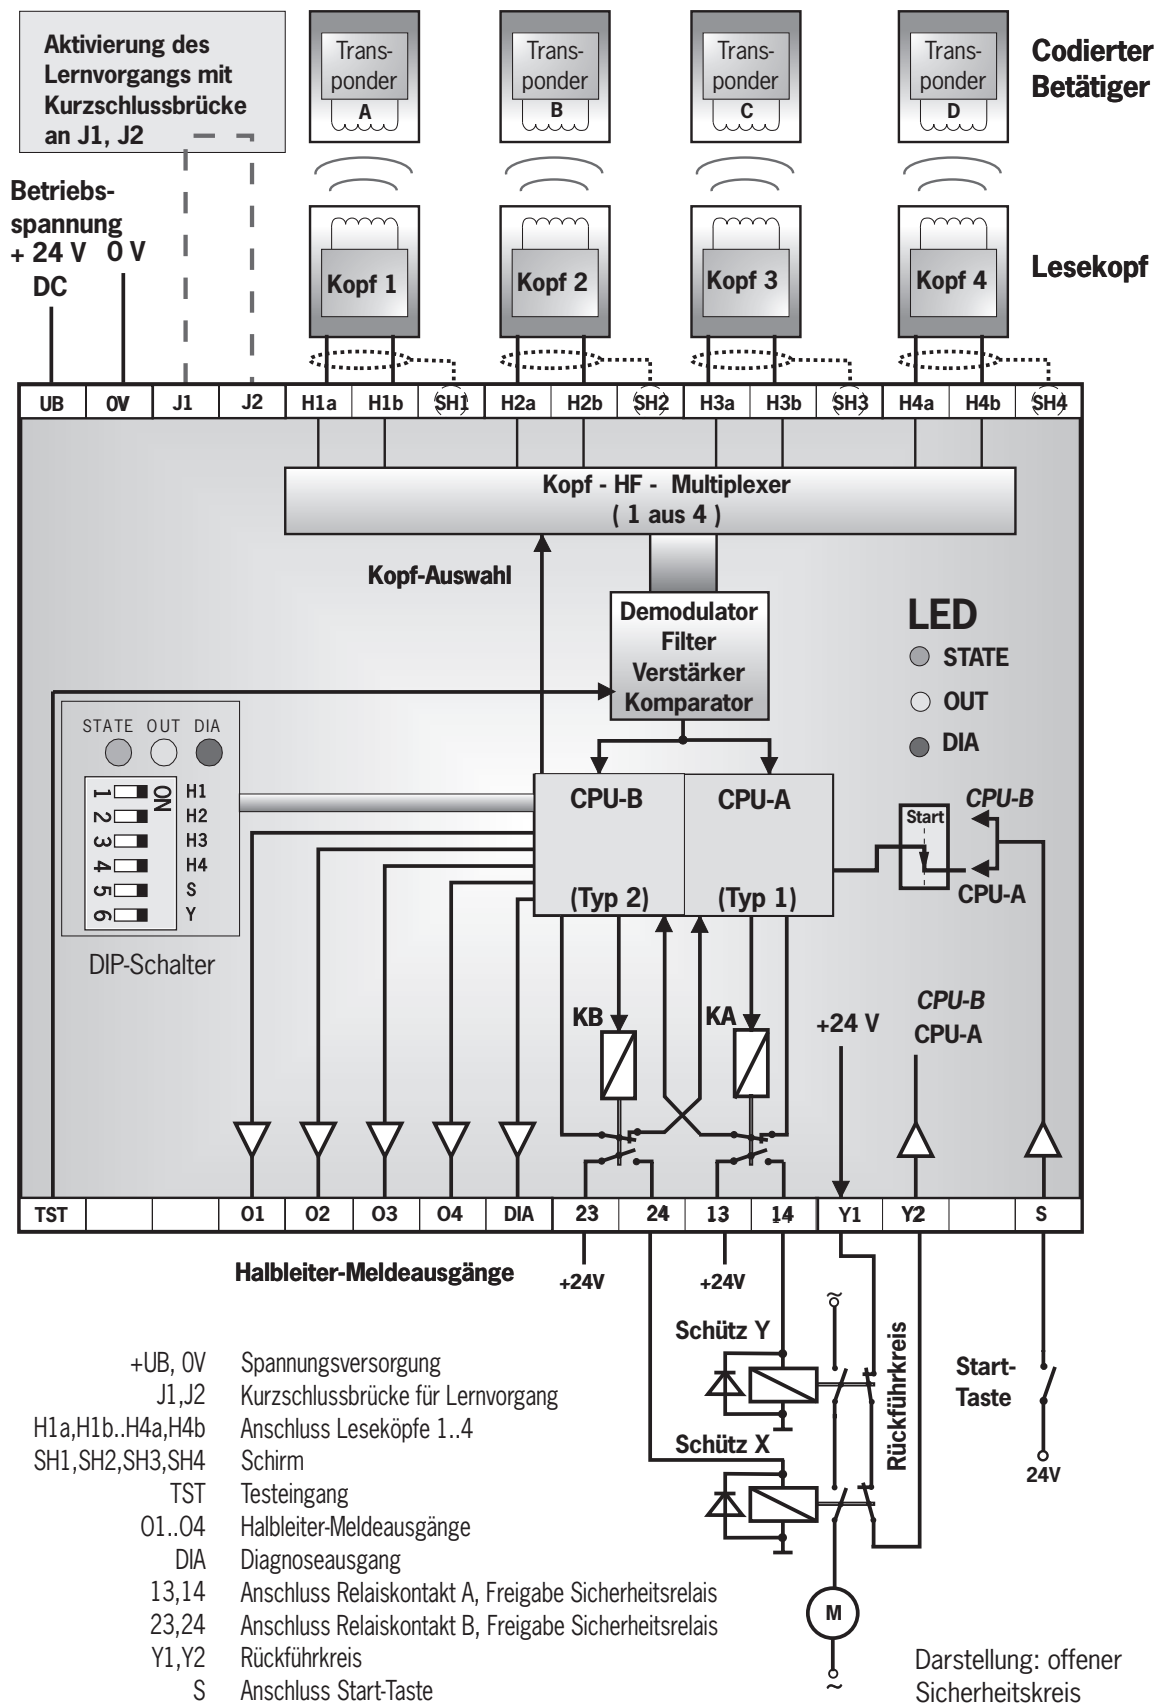 Aktivierung des
Lernvorgangs mit
Kurzschlussbrücke
an J1, J2
Trans-
ponder
A
Trans-
ponder
B
Trans-
ponder
C
Trans-
ponder
D
Codierter
Betätiger
Betriebs-
spannung
+ 24 V 0 V
DC
Kopf 1
Kopf 2
Kopf 3
Kopf 4
Lesekopf
UB 0V J1 J2 H1a H1b SH1 H2a H2b SH2 H3a H3b SH3 H4a H4b SH4
Kopf - HF - Multiplexer
( 1 aus 4 )
Kopf-Auswahl
Demodulator
Filter
Verstärker
Komparator
LED
STATE
OUT
DIA
STATE OUT DIA
ON
1 H1
2 H2
3 H3
4 H4
5 S
6 Y
DIP-Schalter
CPU-B
(Typ 2)
CPU-A
(Typ 1)
Start
CPU-B
CPU-A
KB
KA
+24 V
CPU-B
CPU-A
TST O1 O2 O3 O4 DIA 23 24 13 14 Y1 Y2 S
Halbleiter-Meldeausgänge
+24V
+24V
~
Schütz Y
Schütz X
Rückführkreis
Start-
Taste
24V
M
~
+UB, 0V Spannungsversorgung
J1,J2 Kurzschlussbrücke für Lernvorgang
H1a,H1b..H4a,H4b Anschluss Leseköpfe 1..4
SH1,SH2,SH3,SH4 Schirm
TST Testeingang
O1..O4 Halbleiter-Meldeausgänge
DIA Diagnoseausgang
13,14 Anschluss Relaiskontakt A, Freigabe Sicherheitsrelais
23,24 Anschluss Relaiskontakt B, Freigabe Sicherheitsrelais
Y1,Y2 Rückführkreis
S Anschluss Start-Taste
Darstellung: offener
Sicherheitskreis